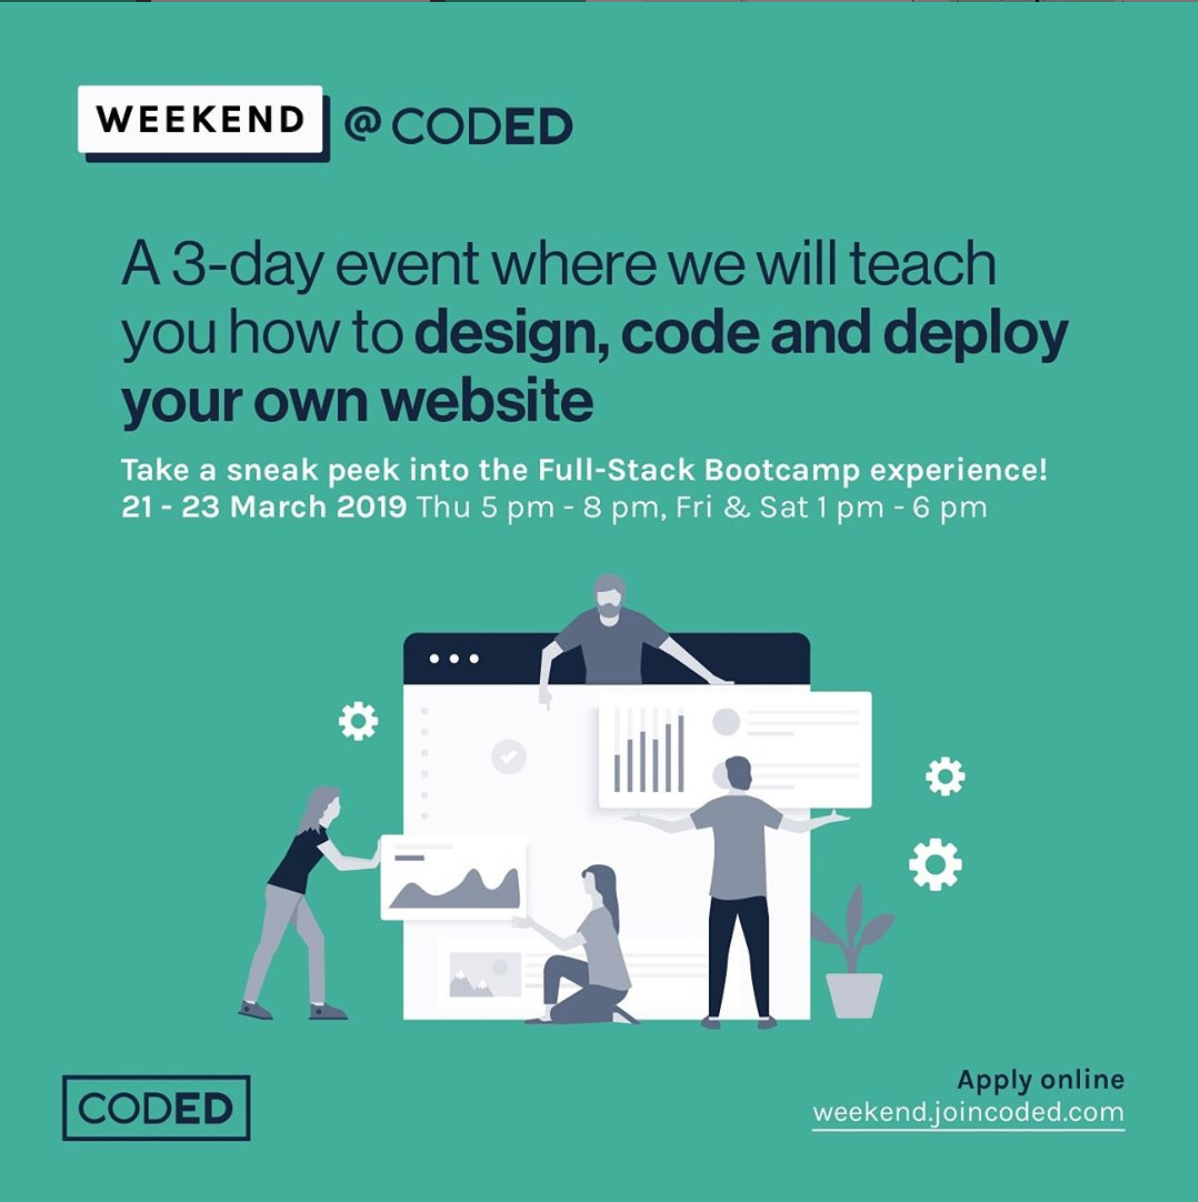 WEEKEND @ CODED
A 3-day event where we will teach
you how to design, code and deploy
your own website
Take a sneak peek into the Full-Stack Bootcamp experience!
21 - 23 March 2019 Thu 5 pm - 8 pm, Fri & Sat 1 pm - 6 pm
CODED
Apply online
weekend.joincoded.com